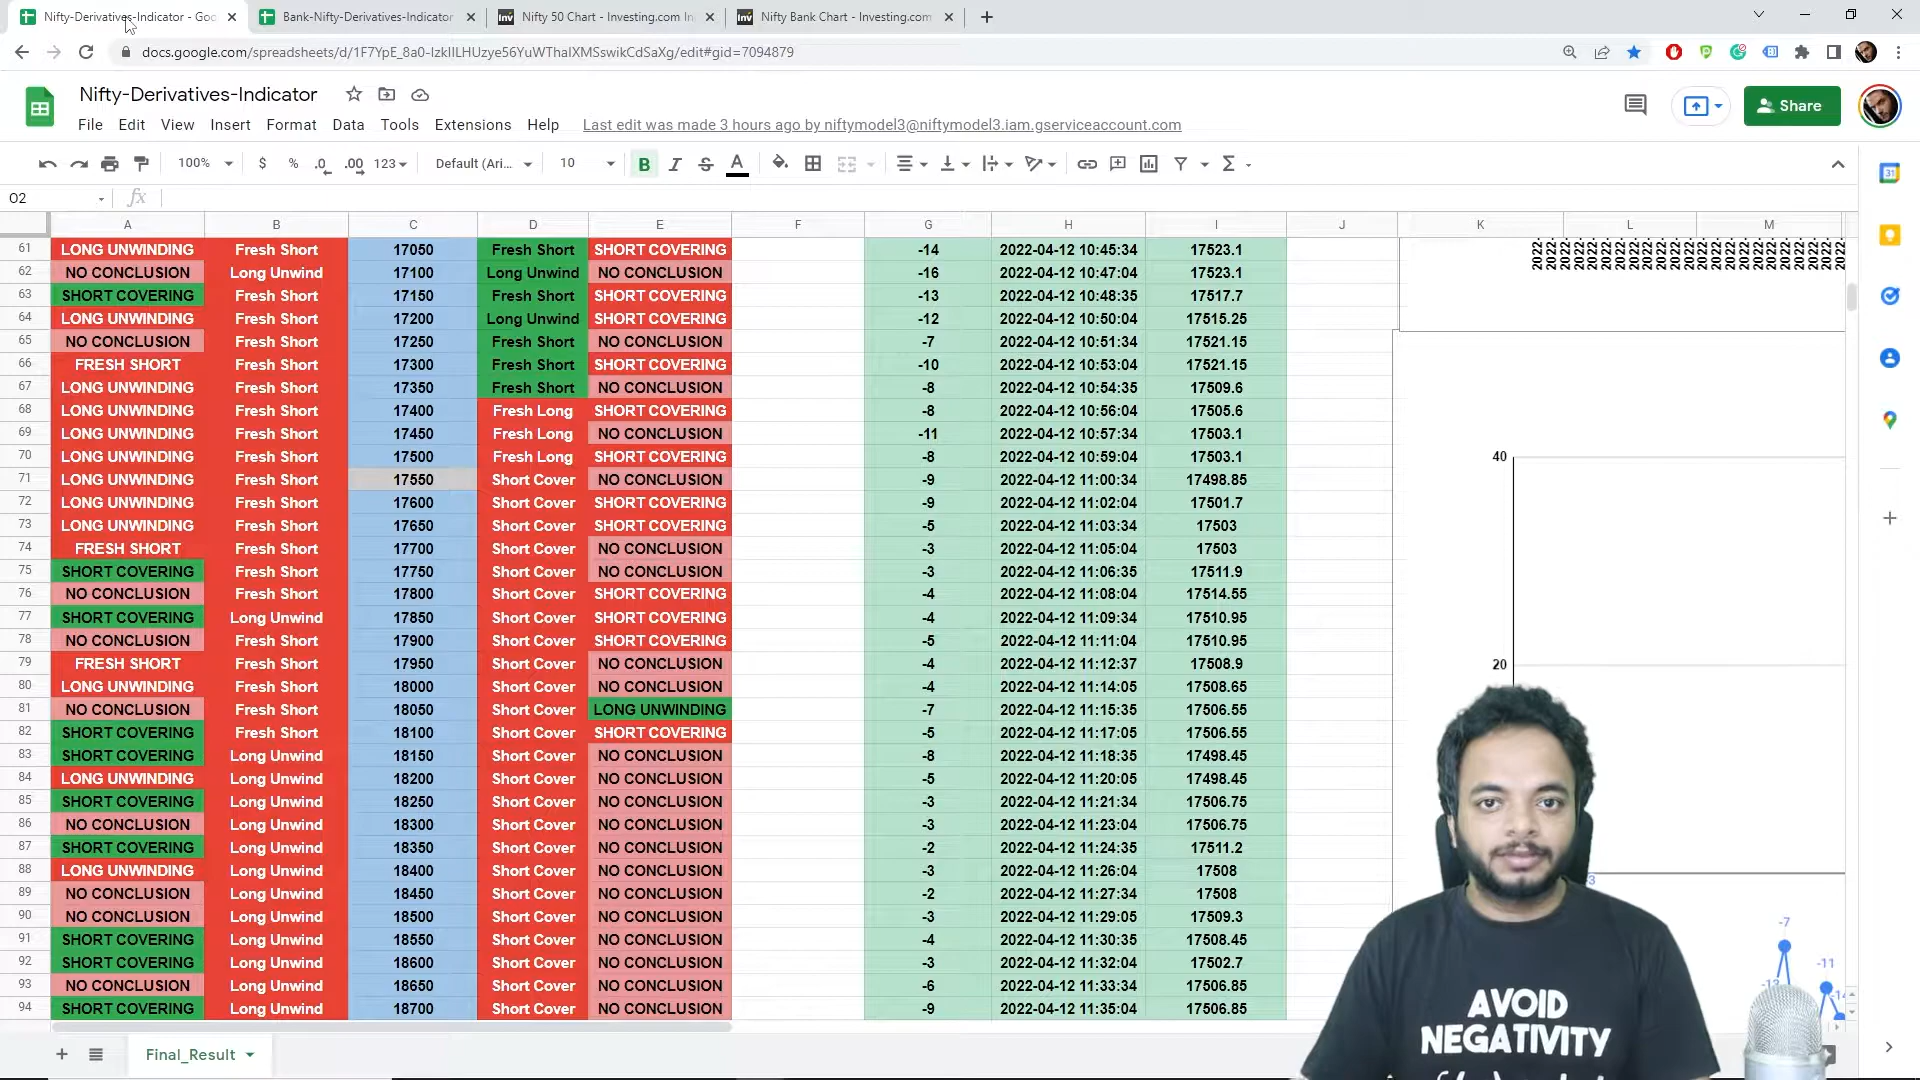 Nifty-Derivatives-Indicator - Goo
Bank-Nifty-Derivatives-Indicator
Nifty 50 Chart - Investing.com In
Nifty Bank Chart - Investing.com
docs.google.com/spreadsheets/d/1F7YpE_8a0-IzkIILHUzye56YuWThaIXMSswikCdSaXg/edit#gid=7094879
Nifty-Derivatives-Indicator
Share
File Edit View Insert Format Data Tools Extensions Help Last edit was made 3 hours ago by niftymodel3@niftymodel3.iam.gserviceaccount.com
100% $ % .0 .00 123 Default (Ari... 10 B I S A
O2 fx
A B C D E F G H I J K L M
61 LONG UNWINDING Fresh Short 17050 Fresh Short SHORT COVERING -14 2022-04-12 10:45:34 17523.1
62 NO CONCLUSION Long Unwind 17100 Long Unwind NO CONCLUSION -16 2022-04-12 10:47:04 17523.1
63 SHORT COVERING Fresh Short 17150 Fresh Short SHORT COVERING -13 2022-04-12 10:48:35 17517.7
64 LONG UNWINDING Fresh Short 17200 Long Unwind SHORT COVERING -12 2022-04-12 10:50:04 17515.25
65 NO CONCLUSION Fresh Short 17250 Fresh Short NO CONCLUSION -7 2022-04-12 10:51:34 17521.15
66 FRESH SHORT Fresh Short 17300 Fresh Short SHORT COVERING -10 2022-04-12 10:53:04 17521.15
67 LONG UNWINDING Fresh Short 17350 Fresh Short NO CONCLUSION -8 2022-04-12 10:54:35 17509.6
68 LONG UNWINDING Fresh Short 17400 Fresh Long SHORT COVERING -8 2022-04-12 10:56:04 17505.6
69 LONG UNWINDING Fresh Short 17450 Fresh Long NO CONCLUSION -11 2022-04-12 10:57:34 17503.1
70 LONG UNWINDING Fresh Short 17500 Fresh Long SHORT COVERING -8 2022-04-12 10:59:04 17503.1
71 LONG UNWINDING Fresh Short 17550 Short Cover NO CONCLUSION -9 2022-04-12 11:00:34 17498.85
72 LONG UNWINDING Fresh Short 17600 Short Cover SHORT COVERING -9 2022-04-12 11:02:04 17501.7
73 LONG UNWINDING Fresh Short 17650 Short Cover SHORT COVERING -5 2022-04-12 11:03:34 17503
74 FRESH SHORT Fresh Short 17700 Short Cover NO CONCLUSION -3 2022-04-12 11:05:04 17503
75 SHORT COVERING Fresh Short 17750 Short Cover NO CONCLUSION -3 2022-04-12 11:06:35 17511.9
76 NO CONCLUSION Fresh Short 17800 Short Cover SHORT COVERING -4 2022-04-12 11:08:04 17514.55
77 SHORT COVERING Long Unwind 17850 Short Cover SHORT COVERING -4 2022-04-12 11:09:34 17510.95
78 NO CONCLUSION Fresh Short 17900 Short Cover SHORT COVERING -5 2022-04-12 11:11:04 17510.95
79 FRESH SHORT Fresh Short 17950 Short Cover NO CONCLUSION -4 2022-04-12 11:12:37 17508.9
80 LONG UNWINDING Fresh Short 18000 Short Cover NO CONCLUSION -4 2022-04-12 11:14:05 17508.65
81 NO CONCLUSION Fresh Short 18050 Short Cover LONG UNWINDING -7 2022-04-12 11:15:35 17506.55
82 SHORT COVERING Fresh Short 18100 Short Cover SHORT COVERING -5 2022-04-12 11:17:05 17506.55
83 SHORT COVERING Long Unwind 18150 Short Cover NO CONCLUSION -8 2022-04-12 11:18:35 17498.45
84 LONG UNWINDING Long Unwind 18200 Short Cover NO CONCLUSION -5 2022-04-12 11:20:05 17498.45
85 SHORT COVERING Long Unwind 18250 Short Cover NO CONCLUSION -3 2022-04-12 11:21:34 17506.75
86 NO CONCLUSION Long Unwind 18300 Short Cover NO CONCLUSION -3 2022-04-12 11:23:04 17506.75
87 SHORT COVERING Long Unwind 18350 Short Cover NO CONCLUSION -2 2022-04-12 11:24:35 17511.2
88 LONG UNWINDING Long Unwind 18400 Short Cover NO CONCLUSION -3 2022-04-12 11:26:04 17508
89 NO CONCLUSION Long Unwind 18450 Short Cover NO CONCLUSION -2 2022-04-12 11:27:34 17508
90 NO CONCLUSION Long Unwind 18500 Short Cover NO CONCLUSION -3 2022-04-12 11:29:05 17509.3
91 SHORT COVERING Long Unwind 18550 Short Cover NO CONCLUSION -4 2022-04-12 11:30:35 17508.45
92 SHORT COVERING Long Unwind 18600 Short Cover NO CONCLUSION -3 2022-04-12 11:32:04 17502.7
93 NO CONCLUSION Long Unwind 18650 Short Cover NO CONCLUSION -6 2022-04-12 11:33:34 17506.85
94 SHORT COVERING Long Unwind 18700 Short Cover NO CONCLUSION -9 2022-04-12 11:35:04 17506.85
40
20
-7
-11
AVOID
NEGATIVITY
Final_Result
31